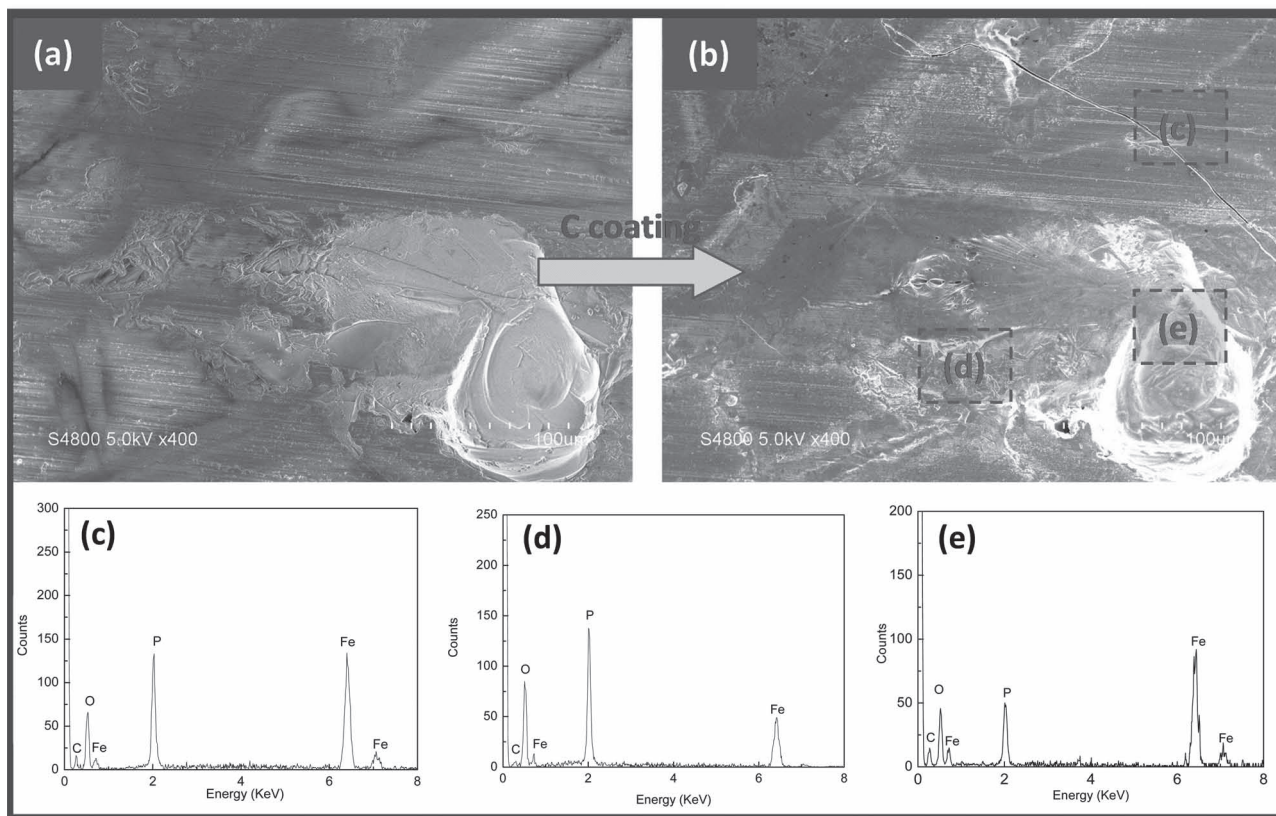 (a)
(b)
(c)
C coating
(e)
(d)
S4800 5.0kV x400
100um
S4800 5.0kV x400
100um
(c)
300
250
200
150
100
50
0
Counts
C
O
Fe
P
Fe
Fe
0
2
4
6
8
Energy (KeV)
(d)
250
200
150
100
50
0
Counts
C
O
Fe
P
Fe
0
2
4
6
8
Energy (KeV)
(e)
200
150
100
50
0
Counts
C
O
Fe
P
Fe
Fe
0
2
4
6
8
Energy (KeV)